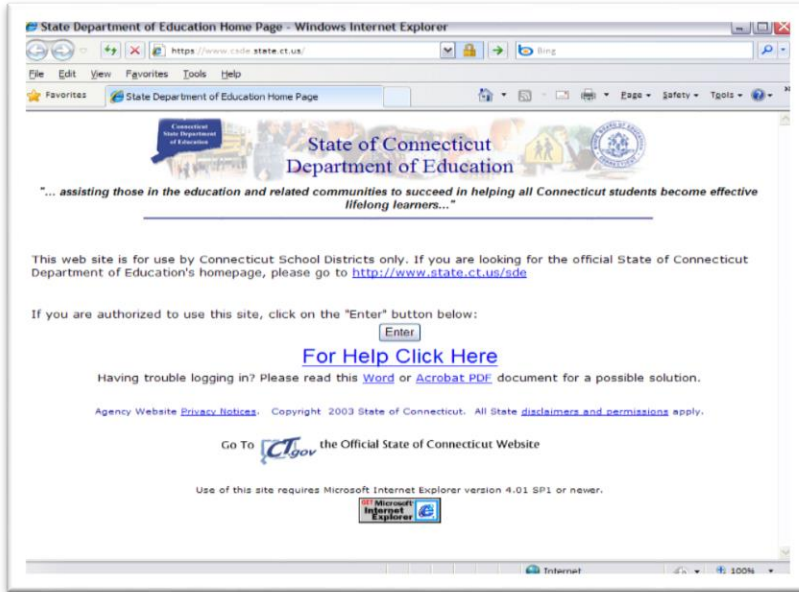 State Department of Education Home Page - Windows Internet Explorer
https://www.csde.state.ct.us/
Bing
File Edit View Favorites Tools Help
Favorites State Department of Education Home Page Page Safety Tools
Connecticut
State Department
of Education
State of Connecticut
Department of Education
"... assisting those in the education and related communities to succeed in helping all Connecticut students become effective
lifelong learners..."
This web site is for use by Connecticut School Districts only. If you are looking for the official State of Connecticut
Department of Education's homepage, please go to http://www.state.ct.us/sde
If you are authorized to use this site, click on the "Enter" button below:
Enter
For Help Click Here
Having trouble logging in? Please read this Word or Acrobat PDF document for a possible solution.
Agency Website Privacy Notices. Copyright 2003 State of Connecticut. All State disclaimers and permissions apply.
Go To CTgov the Official State of Connecticut Website
Use of this site requires Microsoft Internet Explorer version 4.01 SP1 or newer.
GET Microsoft
Internet
Explorer
Internet 100%